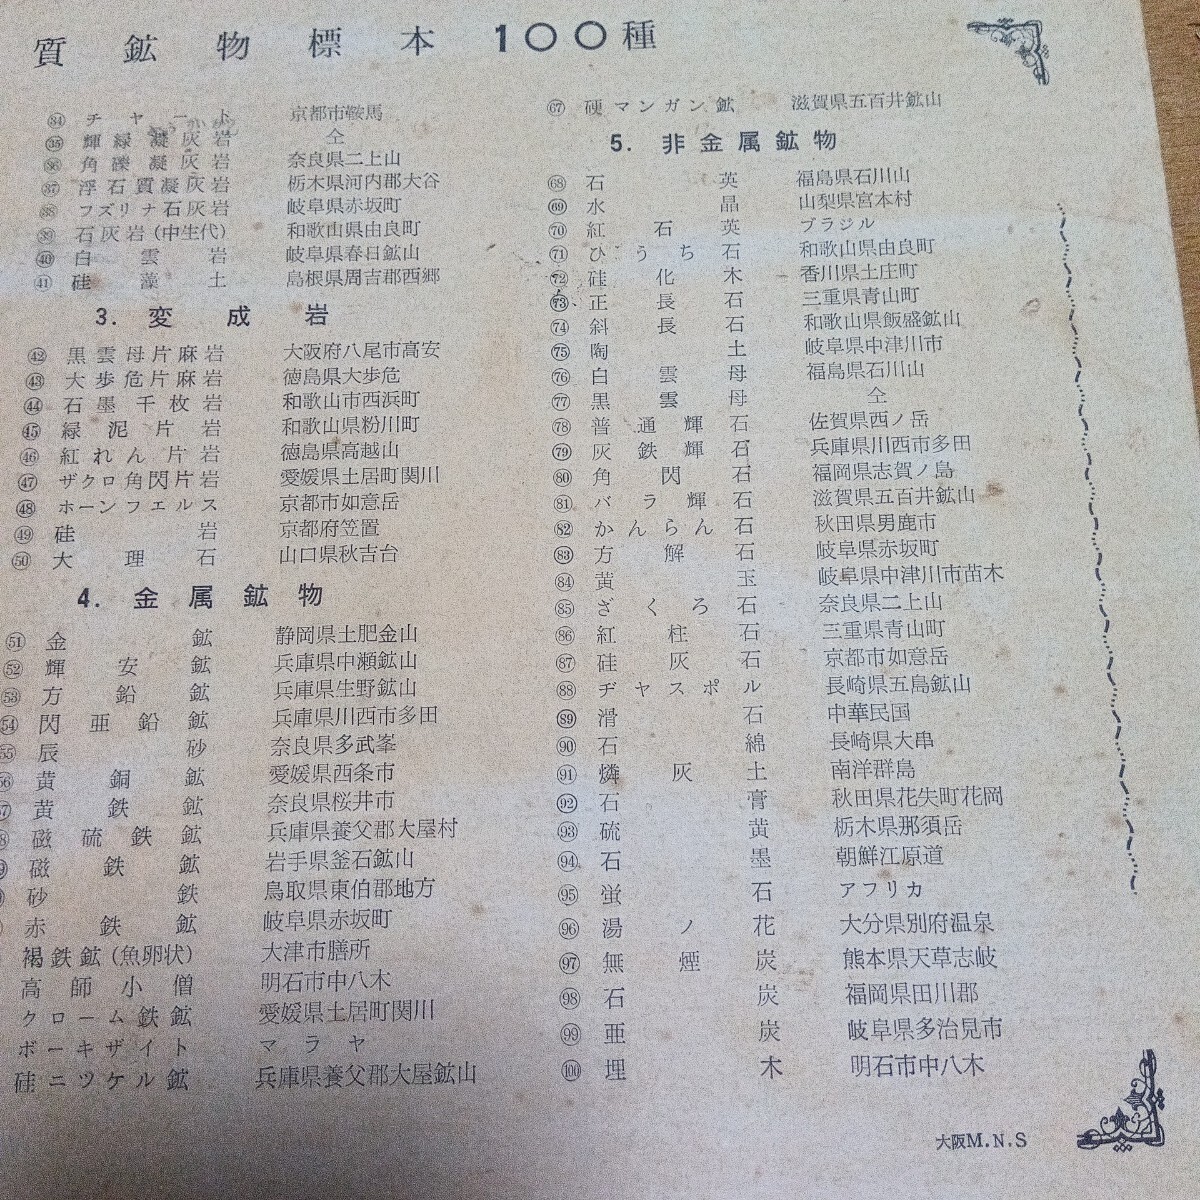 質鉱物標本 100種
㉞ チャート 京都市鞍馬
㉟ 輝緑凝灰岩 仝
㊱ 角礫凝灰岩 奈良県二上山
㊲ 浮石質凝灰岩 栃木県河内郡大谷
㊳ フズリナ石灰岩 岐阜県赤坂町
㊴ 石灰岩(中生代) 和歌山県由良町
㊵ 白雲岩 岐阜県春日鉱山
㊶ 硅藻土 島根県周吉郡西郷
3. 変成岩
㊷ 黒雲母片麻岩 大阪府八尾市高安
㊸ 大歩危片麻岩 徳島県大歩危
㊹ 石墨千枚岩 和歌山市西浜町
㊺ 緑泥片岩 和歌山県粉川町
㊻ 紅れん片岩 徳島県高越山
㊼ ザクロ角閃片岩 愛媛県土居町関川
㊽ ホーンフェルス 京都市如意岳
㊾ 硅岩 京都府笠置
㊿ 大理石 山口県秋吉台
4. 金属鉱物
51 金鉱 静岡県土肥金山
52 輝安鉱 兵庫県中瀬鉱山
53 方鉛鉱 兵庫県生野鉱山
54 閃亜鉛鉱 兵庫県川西市多田
55 辰砂 奈良県多武峯
56 黄銅鉱 愛媛県西条市
57 黄鉄鉱 奈良県桜井市
8 磁硫鉄鉱 兵庫県養父郡大屋村
9 磁鉄鉱 岩手県釜石鉱山
砂鉄 鳥取県東伯郡地方
赤鉄鉱 岐阜県赤坂町
褐鉄鉱(魚卵状) 大津市膳所
高師小僧 明石市中八木
クローム鉄鉱 愛媛県土居町関川
ボーキザイト マラヤ
硅ニツケル鉱 兵庫県養父郡大屋鉱山
67 硬マンガン鉱 滋賀県五百井鉱山
5. 非金属鉱物
68 石英 福島県石川山
69 水晶 山梨県宮本村
70 紅石英 ブラジル
71 ひうち石 和歌山県由良町
72 硅化木 香川県土庄町
73 正長石 三重県青山町
74 斜長石 和歌山県飯盛鉱山
75 陶土 岐阜県中津川市
76 白雲母 福島県石川山
77 黒雲母 仝
78 普通輝石 佐賀県西ノ岳
79 灰鉄輝石 兵庫県川西市多田
80 角閃石 福岡県志賀ノ島
81 バラ輝石 滋賀県五百井鉱山
82 かんらん石 秋田県男鹿市
83 方解石 岐阜県赤坂町
84 黄玉 岐阜県中津川市苗木
85 ざくろ石 奈良県二上山
86 紅柱石 三重県青山町
87 硅灰石 京都市如意岳
88 ヂヤスポル 長崎県五島鉱山
89 滑石 中華民国
90 石綿 長崎県大串
91 燐灰土 南洋群島
92 石膏 秋田県花矢町花岡
93 硫黄 栃木県那須岳
94 石墨 朝鮮江原道
95 蛍石 アフリカ
96 湯ノ花 大分県別府温泉
97 無煙炭 熊本県天草志岐
98 石炭 福岡県田川郡
99 亜炭 岐阜県多治見市
100 埋木 明石市中八木
大阪M.N.S